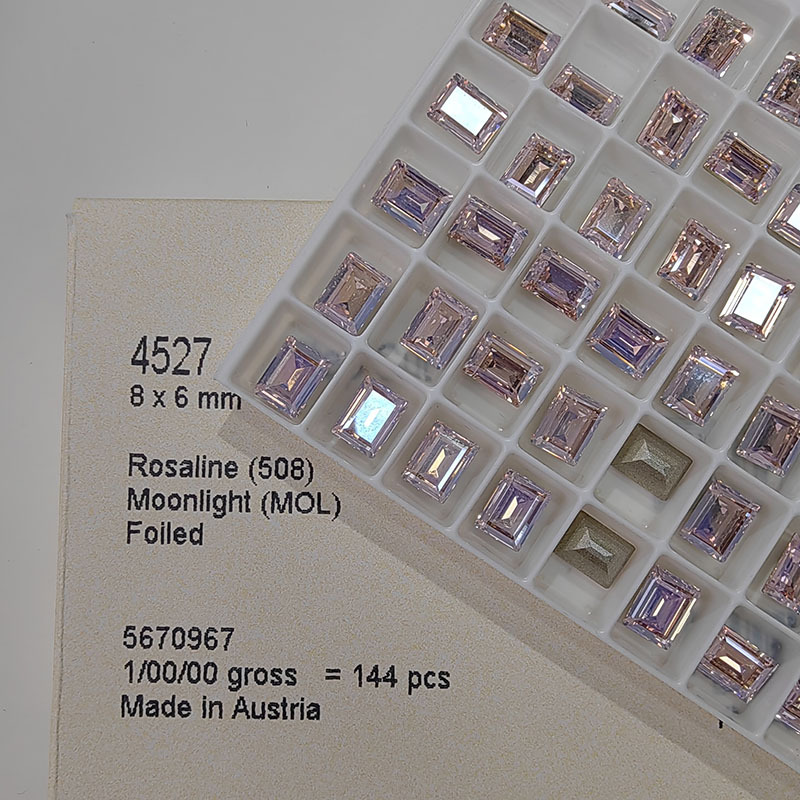 4527
8 x 6 mm
Rosaline (508)
Moonlight (MOL)
Foiled
5670967
1/00/00 gross = 144 pcs
Made in Austria